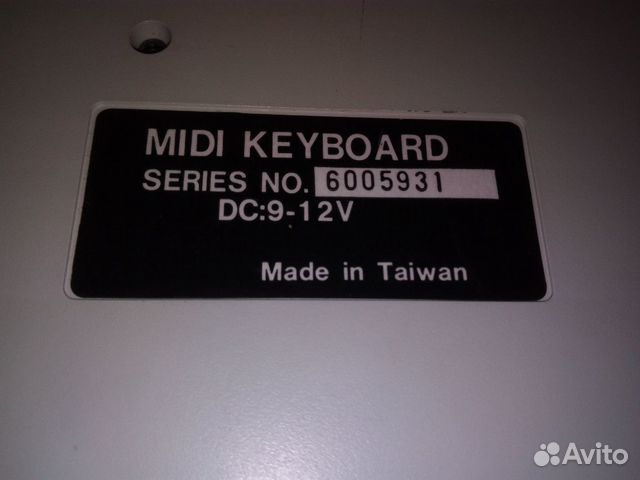 MIDI KEYBOARD
SERIES NO. 6005931
DC:9-12V
Made in Taiwan
Avito